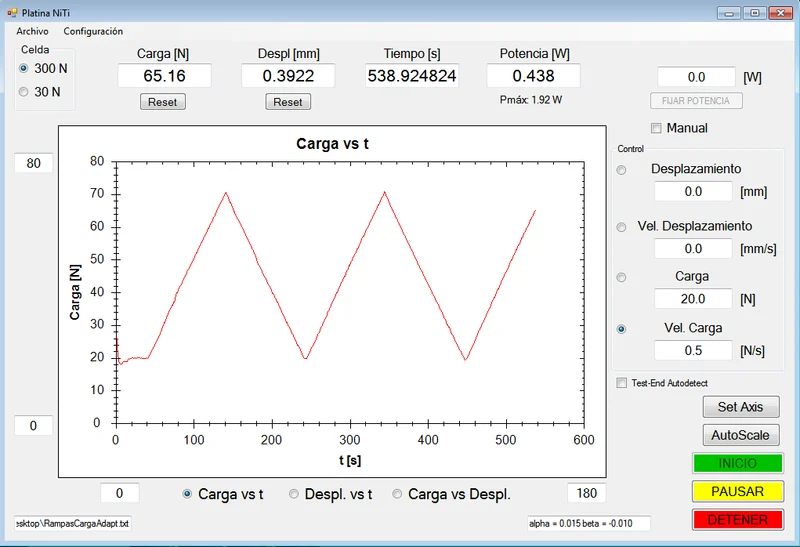 Platina NiTi
Archivo Configuración
Celda
300 N
30 N
Carga [N]
65.16
Reset
Despl [mm]
0.3922
Reset
Tiempo [s]
538.924824
Potencia [W]
0.438
Pmáx: 1.92 W
0.0 [W]
FIJAR POTENCIA
Manual
Control
Desplazamiento
0.0 [mm]
Vel. Desplazamiento
0.0 [mm/s]
Carga
20.0 [N]
Vel. Carga
0.5 [N/s]
Test-End Autodetect
Set Axis
AutoScale
INICIO
PAUSAR
DETENER
80
0
Carga vs t
Carga [N]
80
70
60
50
40
30
20
10
0
0 100 200 300 400 500 600
t [s]
0
Carga vs t Despl. vs t Carga vs Despl.
180
sktop\RampasCargaAdapt.txt
alpha = 0.015 beta = -0.010